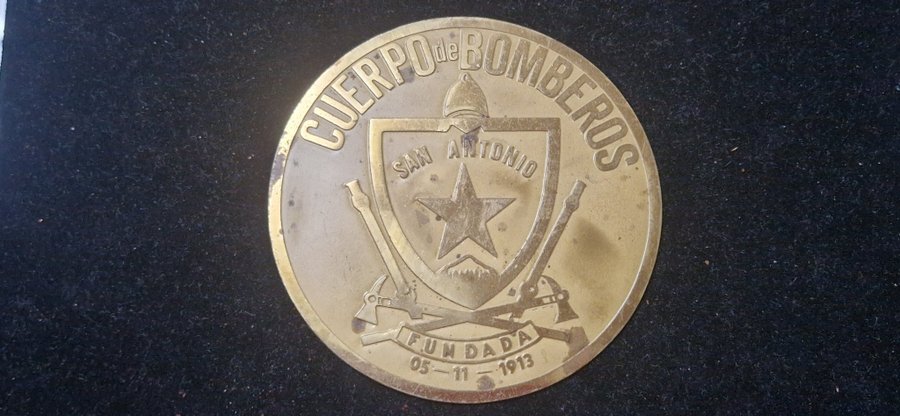 CUERPO de BOMBEROS
SAN ANTONIO
FUNDADA
05-11-1913